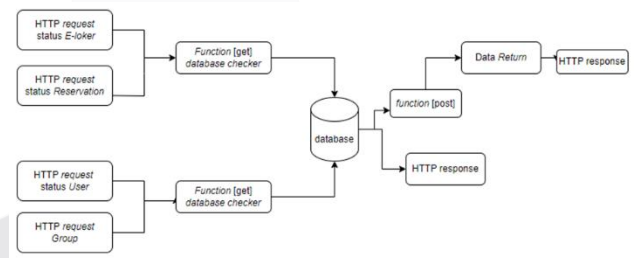 HTTP request
status E-loker
HTTP request
status Reservation
Function [get]
database checker
HTTP request
status User
HTTP request
Group
Function [get]
database checker
database
function [post]
Data Return
HTTP response
HTTP response